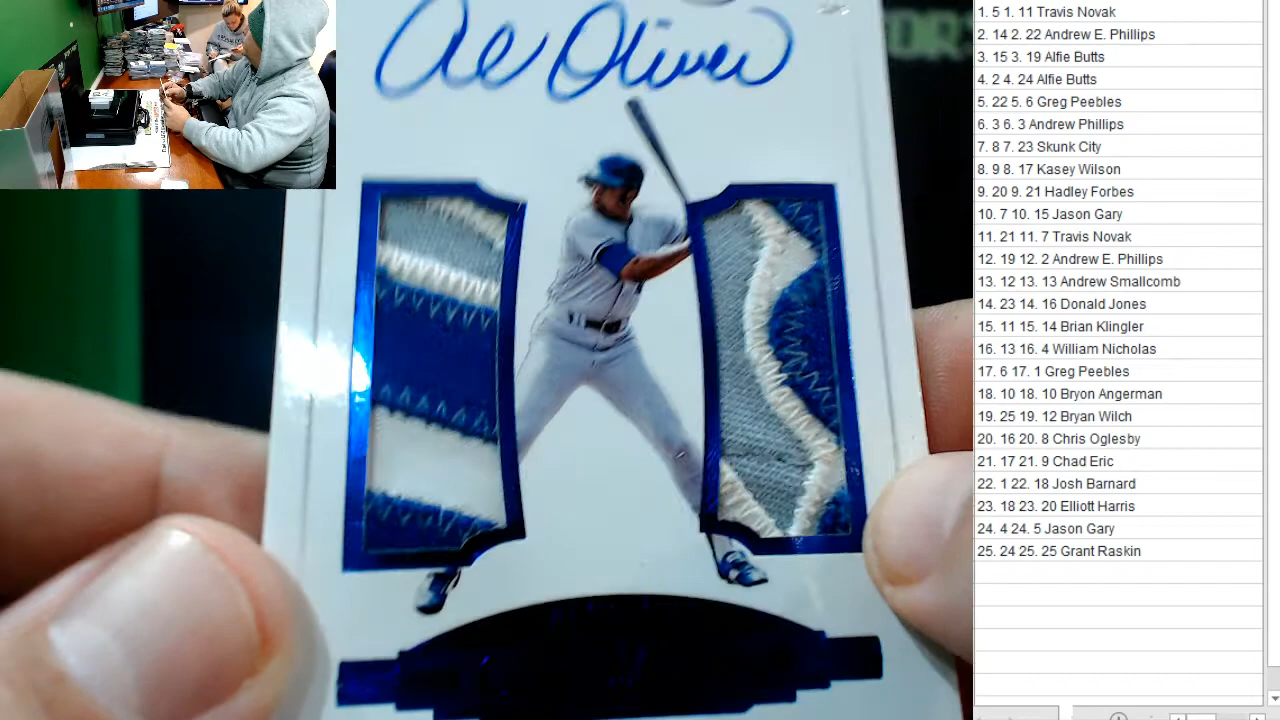 Al Oliver
1. 5 1. 11 Travis Novak
2. 14 2. 22 Andrew E. Phillips
3. 15 3. 19 Alfie Butts
4. 2 4. 24 Alfie Butts
5. 22 5. 6 Greg Peebles
6. 3 6. 3 Andrew Phillips
7. 8 7. 23 Skunk City
8. 9 8. 17 Kasey Wilson
9. 20 9. 21 Hadley Forbes
10. 7 10. 15 Jason Gary
11. 21 11. 7 Travis Novak
12. 19 12. 2 Andrew E. Phillips
13. 12 13. 13 Andrew Smallcomb
14. 23 14. 16 Donald Jones
15. 11 15. 14 Brian Klingler
16. 13 16. 4 William Nicholas
17. 6 17. 1 Greg Peebles
18. 10 18. 10 Bryon Angerman
19. 25 19. 12 Bryan Wilch
20. 16 20. 8 Chris Oglesby
21. 17 21. 9 Chad Eric
22. 1 22. 18 Josh Barnard
23. 18 23. 20 Elliott Harris
24. 4 24. 5 Jason Gary
25. 24 25. 25 Grant Raskin